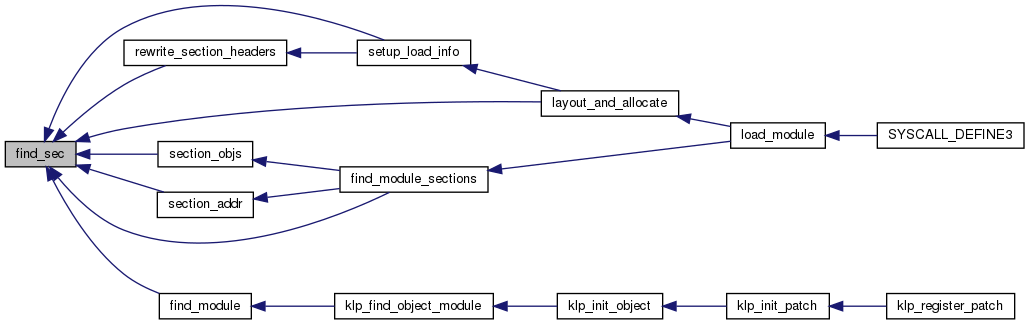 rewrite_section_headers
setup_load_info
layout_and_allocate
load_module
SYSCALL_DEFINE3
find_sec
section_objs
find_module_sections
section_addr
find_module
klp_find_object_module
klp_init_object
klp_init_patch
klp_register_patch